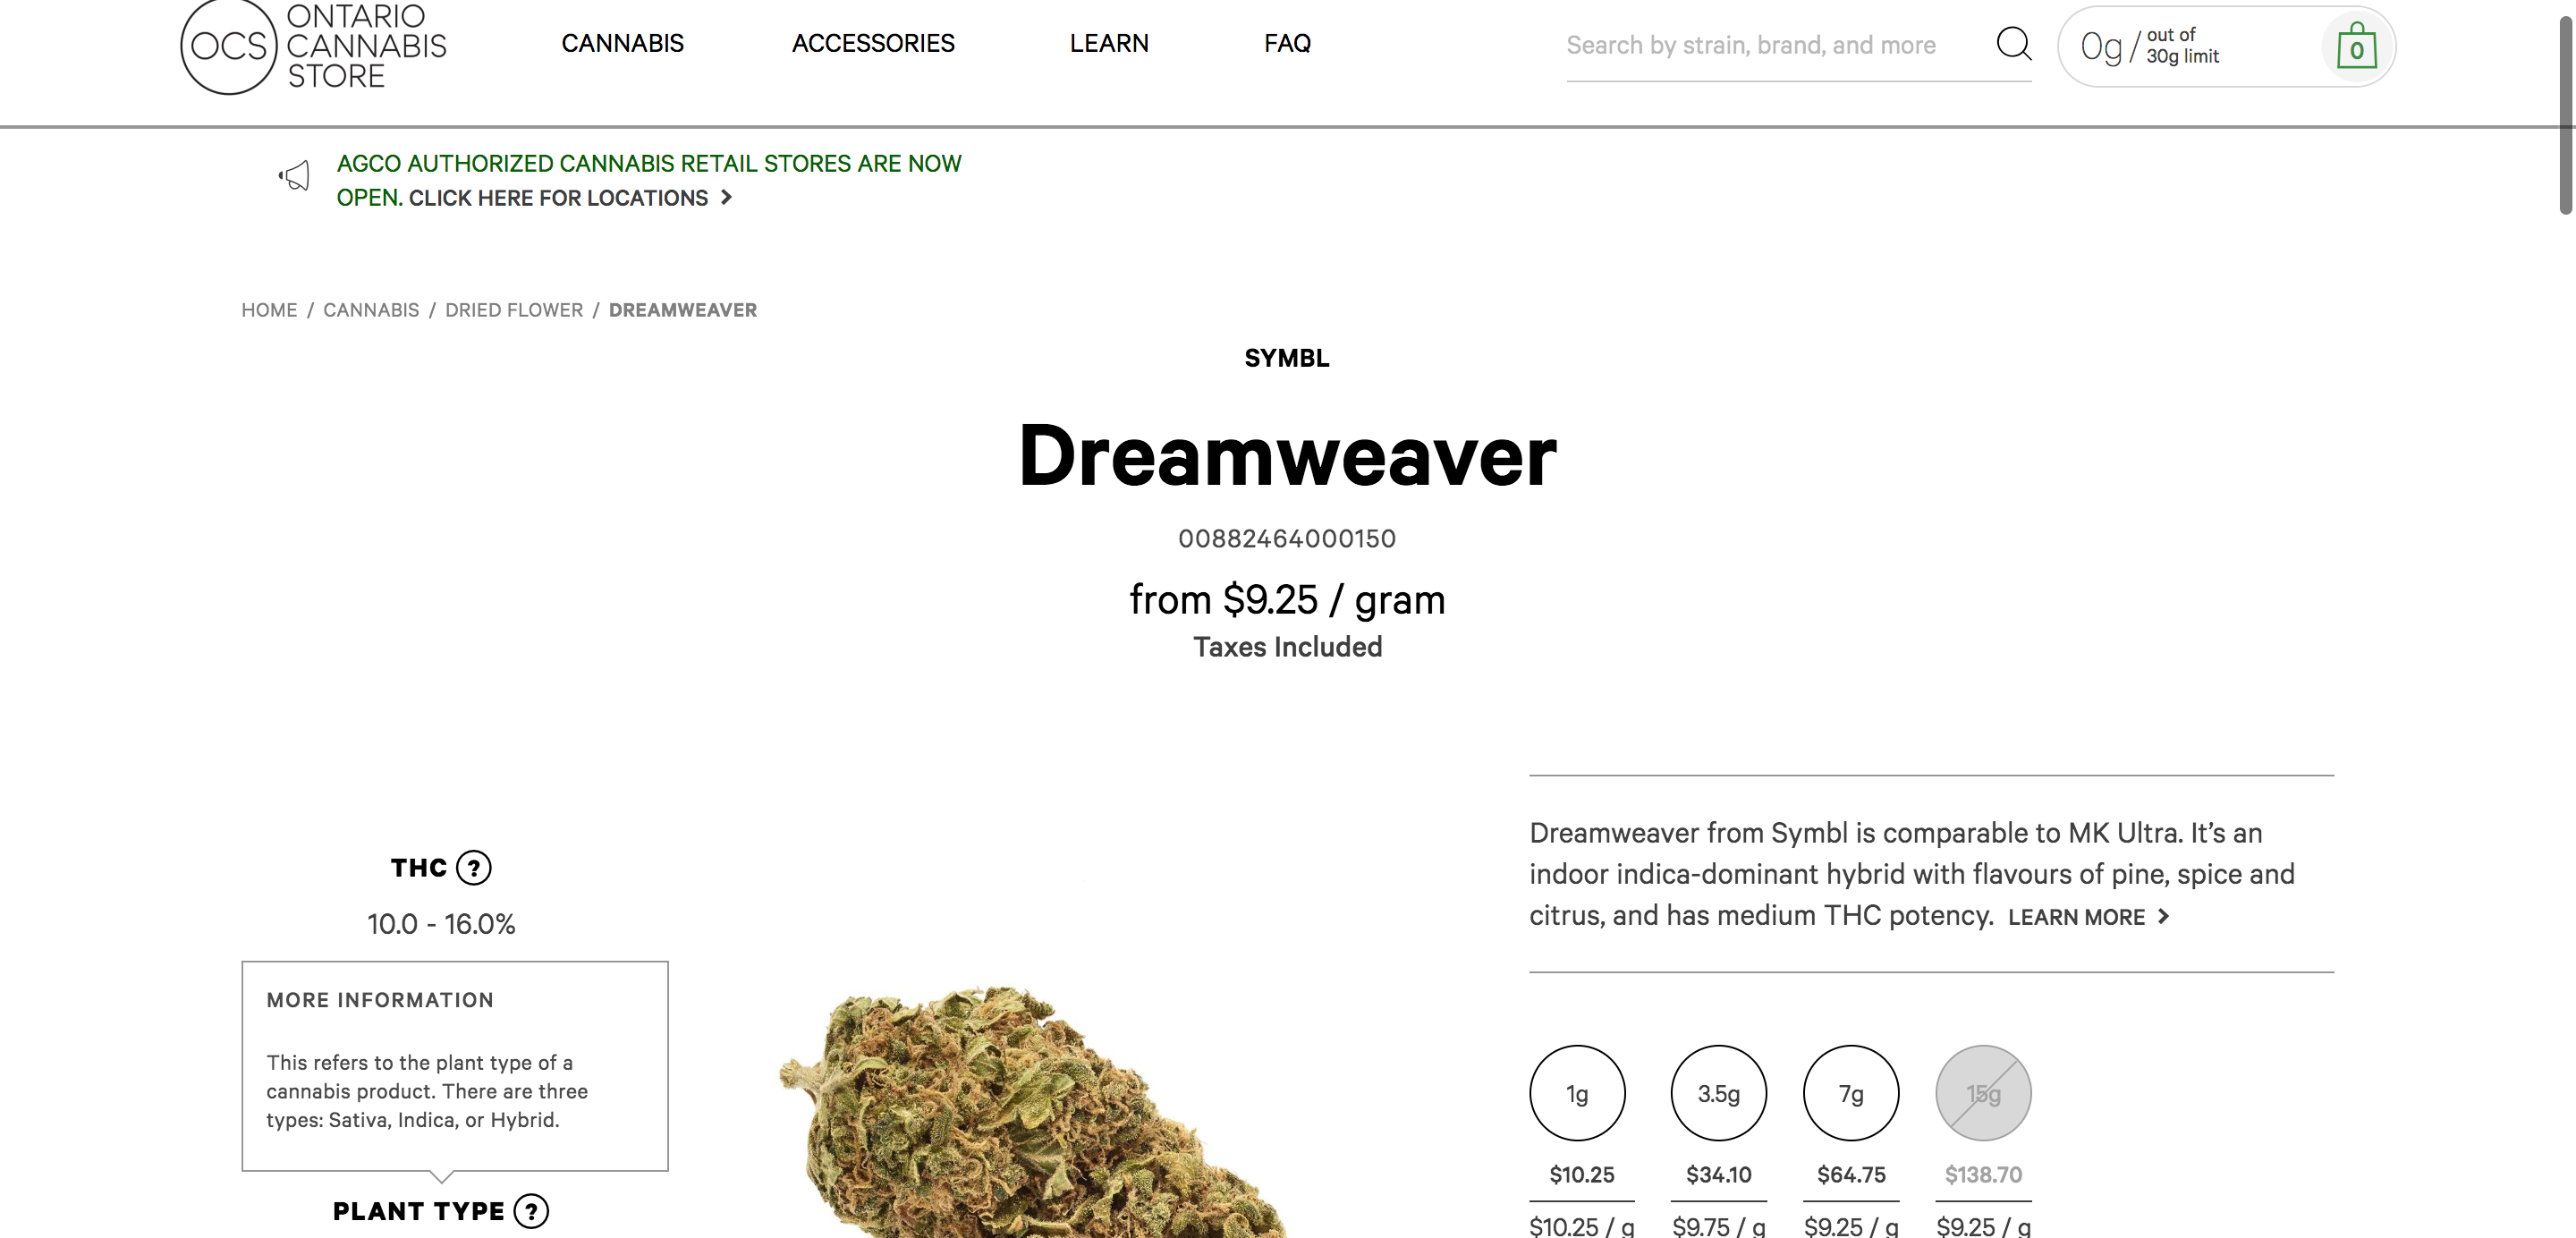 OCS
ONTARIO
CANNABIS
STORE
CANNABIS
ACCESSORIES
LEARN
FAQ
Search by strain, brand, and more
0g / out of
30g limit
0
AGCO AUTHORIZED CANNABIS RETAIL STORES ARE NOW
OPEN. CLICK HERE FOR LOCATIONS >
HOME / CANNABIS / DRIED FLOWER / DREAMWEAVER
SYMBL
Dreamweaver
00882464000150
from $9.25 / gram
Taxes Included
THC ?
10.0 - 16.0%
MORE INFORMATION
This refers to the plant type of a
cannabis product. There are three
types: Sativa, Indica, or Hybrid.
PLANT TYPE ?
Dreamweaver from Symbl is comparable to MK Ultra. It’s an
indoor indica-dominant hybrid with flavours of pine, spice and
citrus, and has medium THC potency. LEARN MORE >
1g 3.5g 7g 15g
$10.25 $34.10 $64.75 $138.70
$10.25 / g $9.75 / g $9.25 / g $9.25 / g